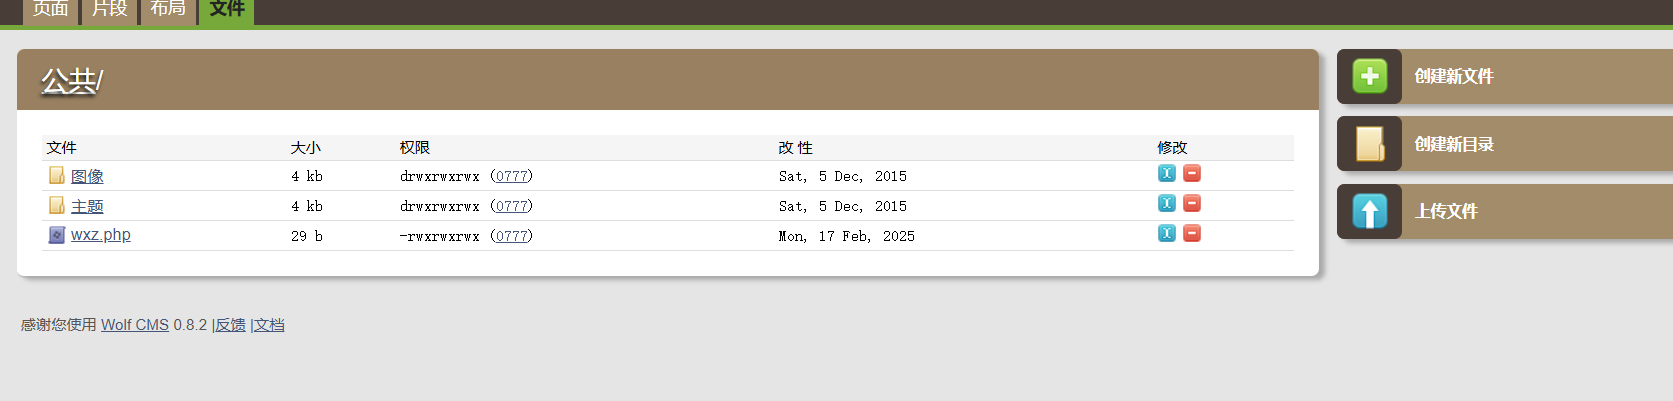 页面 片段 布局 文件
公共/
创建新文件
创建新目录
上传文件
文件 大小 权限 改 性 修改
图像 4 kb drwxrwxrwx (0777) Sat, 5 Dec, 2015
主题 4 kb drwxrwxrwx (0777) Sat, 5 Dec, 2015
wxz.php 29 b -rwxrwxrwx (0777) Mon, 17 Feb, 2025
感谢您使用 Wolf CMS 0.8.2 |反馈 |文档